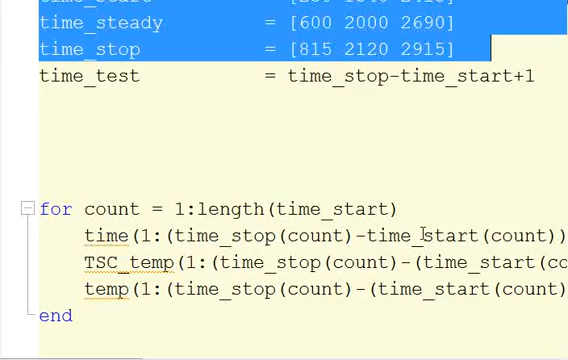 time_steady = [600 2000 2690]
time_stop = [815 2120 2915]
time_test = time_stop-time_start+1
for count = 1:length(time_start)
time(1:(time_stop(count)-time_start(count))
TSC_temp(1:(time_stop(count)-(time_start(co
temp(1:(time_stop(count)-(time_start(count)
end